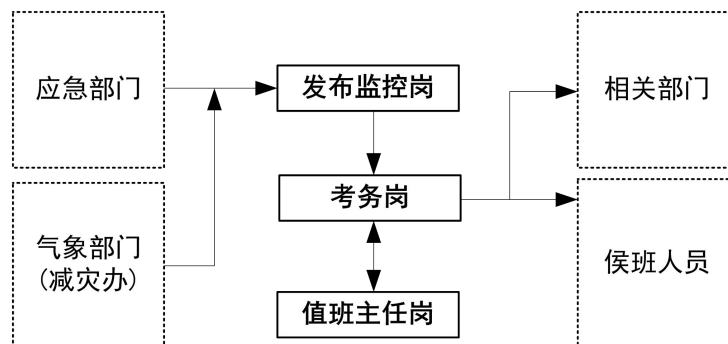 应急部门
气象部门
(减灾办)
发布监控岗
考务岗
值班主任岗
相关部门
侯班人员